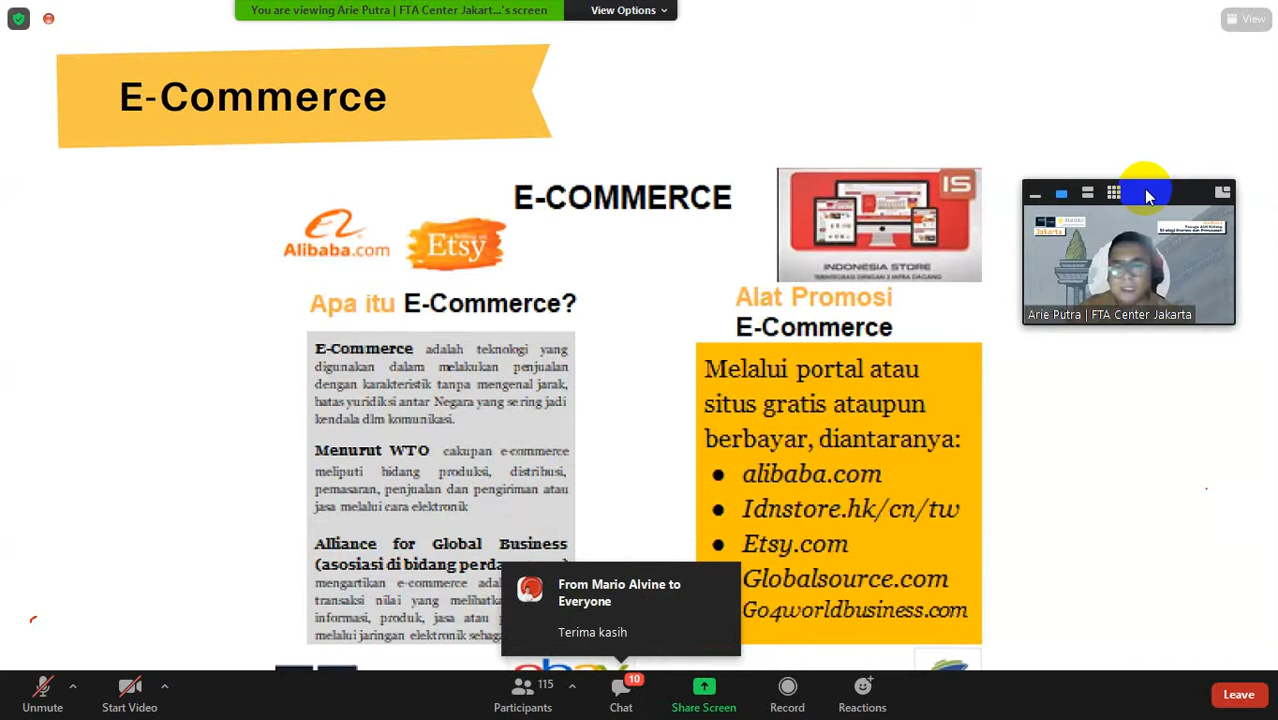 You are viewing Arie Putra | FTA Center Jakart...'s screen
View Options
View
E-Commerce
E-COMMERCE
Alibaba.com
Etsy
IS
INDONESIA STORE
Jakarta
Arie Putra | FTA Center Jakarta
Apa itu E-Commerce?
E-Commerce adalah teknologi yang
digunakan dalam melakukan penjualan
dengan karakteristik tanpa mengenal jarak,
batas yuridiksi antar Negara yang sering jadi
kendala dlm komunikasi.
Menurut WTO cakupan e-commerce
meliputi bidang produksi, distribusi,
pemasaran, penjualan dan pengiriman atau
jasa melalui cara elektronik
Alliance for Global Business
(asosiasi di bidang perda
mengartikan e-commerce
transaksi nilai yang melibatk
informasi, produk, jasa atau
melalui jaringan elektronik sebaga
Alat Promosi
E-Commerce
Melalui portal atau
situs gratis ataupun
berbayar, diantaranya:
● alibaba.com
● Idnstore.hk/cn/tw
● Etsy.com
Globalsource.com
Go4worldbusiness.com
From Mario Alvine to
Everyone
Terima kasih
Unmute
Start Video
115
Participants
10
Chat
Share Screen
Record
Reactions
Leave